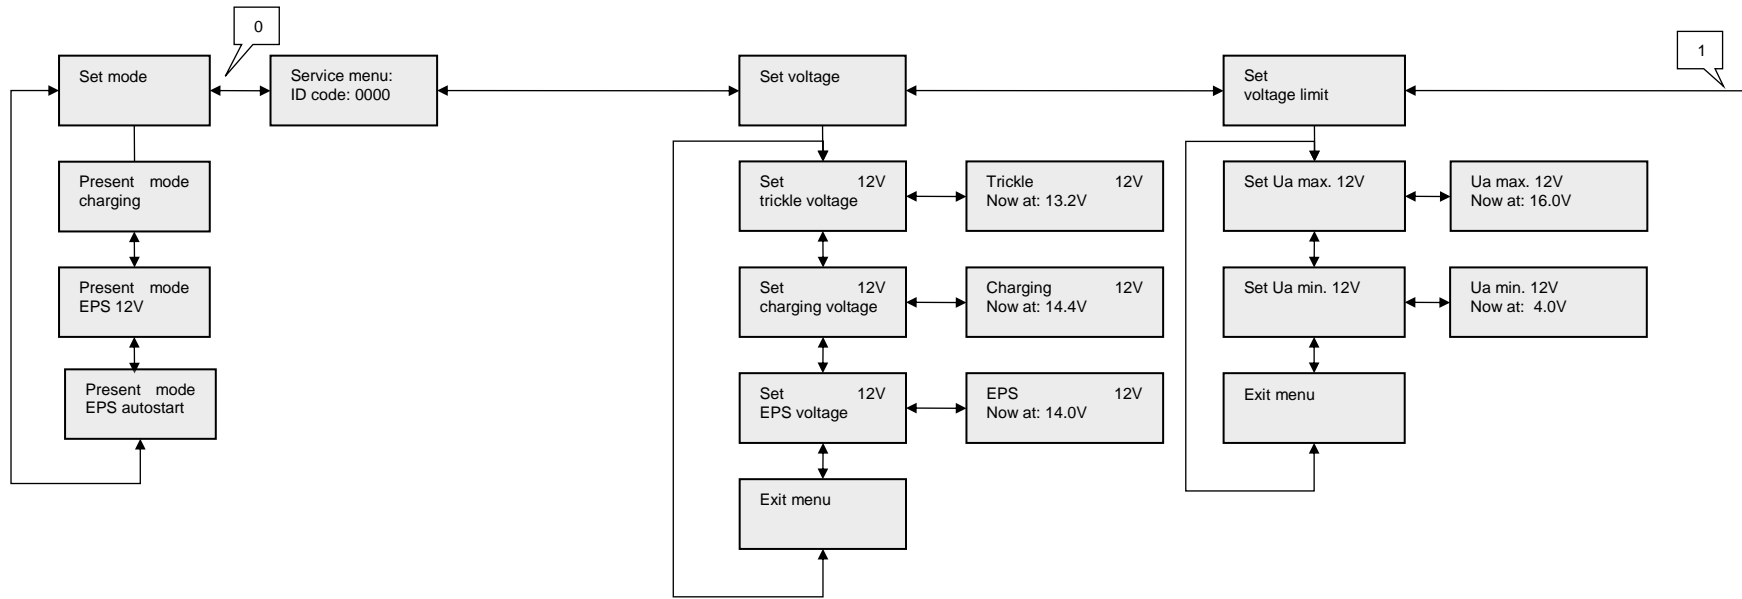 0
Set mode
Service menu:
ID code: 0000
Set voltage
Set
voltage limit
1
Present mode
charging
Present mode
EPS 12V
Present mode
EPS autostart
Set 12V
trickle voltage
Trickle 12V
Now at: 13.2V
Set 12V
charging voltage
Charging 12V
Now at: 14.4V
Set 12V
EPS voltage
EPS 12V
Now at: 14.0V
Exit menu
Set Ua max. 12V
Ua max. 12V
Now at: 16.0V
Set Ua min. 12V
Ua min. 12V
Now at: 4.0V
Exit menu